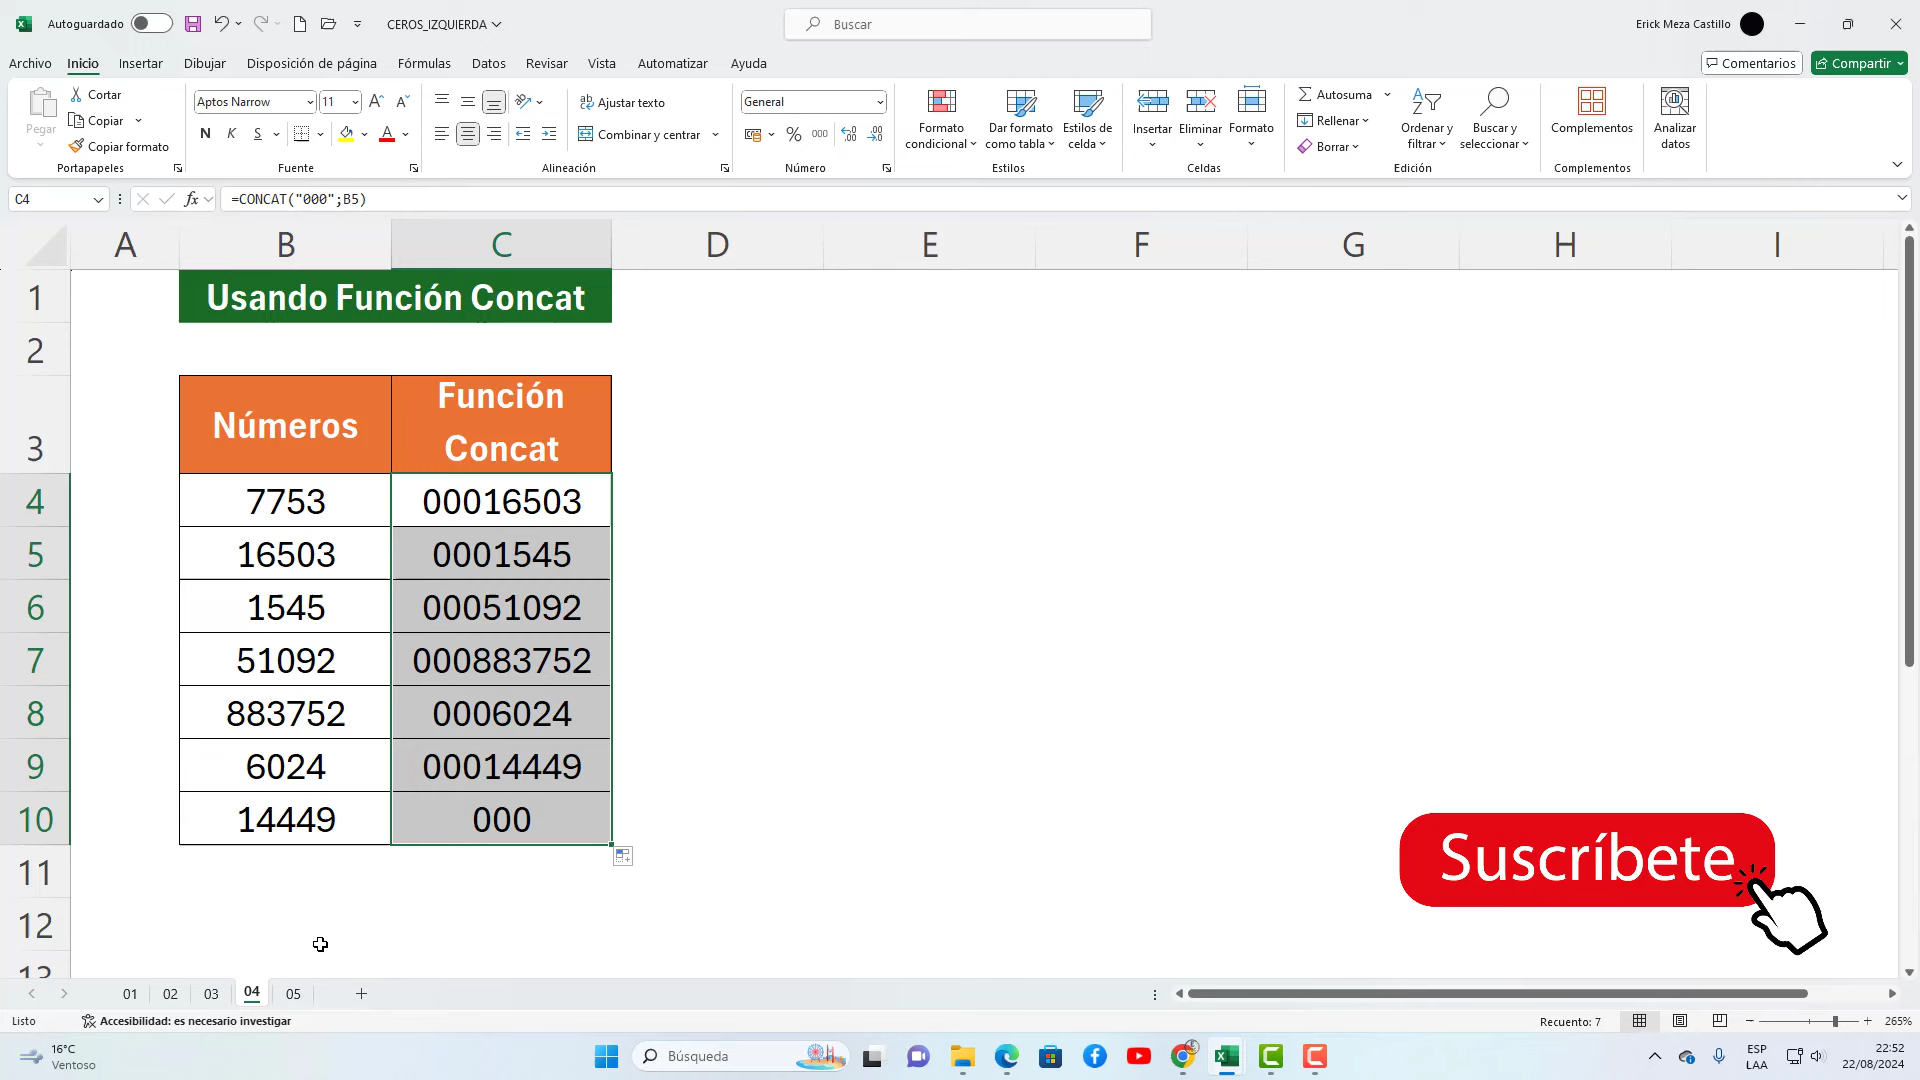 Autoguardado
CEROS_IZQUIERDA
Buscar
Erick Meza Castillo
Archivo Inicio Insertar Dibujar Disposición de página Fórmulas Datos Revisar Vista Automatizar Ayuda
Comentarios Compartir
Pegar
Cortar
Copiar
Copiar formato
Portapapeles
Aptos Narrow 11
N K S
Fuente
Ajustar texto
Combinar y centrar
Alineación
General
% 000
Número
Formato condicional
Dar formato como tabla
Estilos de celda
Estilos
Insertar Eliminar Formato
Celdas
Autosuma
Rellenar
Borrar
Ordenar y filtrar
Buscar y seleccionar
Edición
Complementos
Complementos
Analizar datos
C4 fx =CONCAT("000";B5)
A B C D E F G H I
1 Usando Función Concat
2
3 Números Función Concat
4 7753 00016503
5 16503 0001545
6 1545 00051092
7 51092 000883752
8 883752 0006024
9 6024 00014449
10 14449 000
11
12
13
Suscríbete
01 02 03 04 05
Listo Accesibilidad: es necesario investigar Recuento: 7 265%
16°C
Ventoso
Búsqueda
ESP
LAA
22:52
22/08/2024